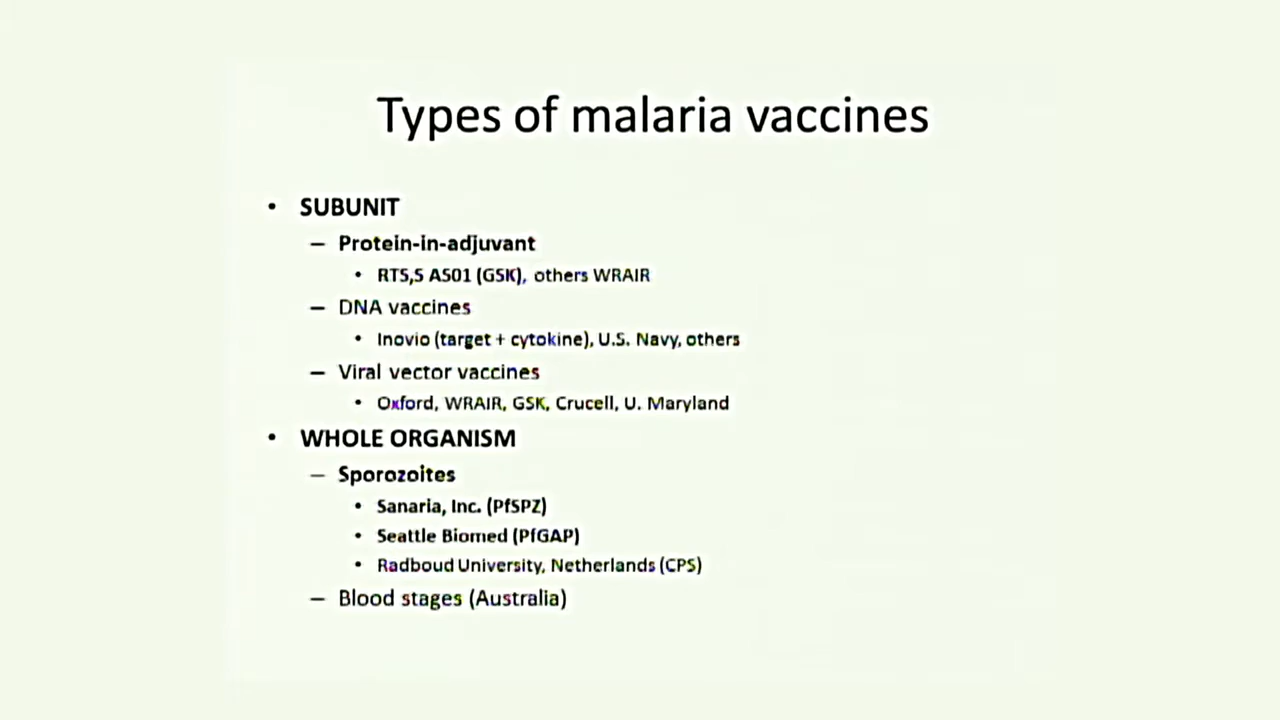 Types of malaria vaccines
• SUBUNIT
– Protein-in-adjuvant
• RTS,S AS01 (GSK), others WRAIR
– DNA vaccines
• Inovio (target + cytokine), U.S. Navy, others
– Viral vector vaccines
• Oxford, WRAIR, GSK, Crucell, U. Maryland
• WHOLE ORGANISM
– Sporozoites
• Sanaria, Inc. (PfSPZ)
• Seattle Biomed (PfGAP)
• Radboud University, Netherlands (CPS)
– Blood stages (Australia)